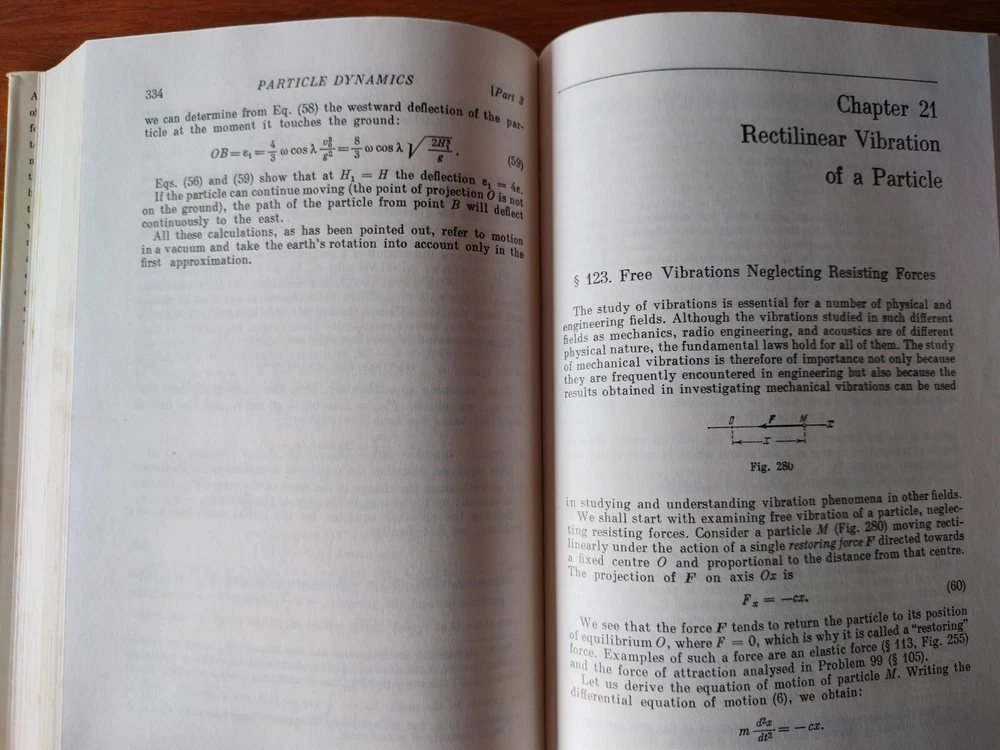 334
PARTICLE DYNAMICS
[Part 3
we can determine from Eq. (58) the westward deflection of the par-
ticle at the moment it touches the ground:
OB = ε₁ = 4/3 ω cos λ v₀³/g² = 8/3 ω cos λ √(2H₁³/g).
(59)
Eqs. (56) and (59) show that at H₁ = H the deflection ε₁ = 4ε.
If the particle can continue moving (the point of projection O is not
on the ground), the path of the particle from point B will deflect
continuously to the east.
All these calculations, as has been pointed out, refer to motion
in a vacuum and take the earth's rotation into account only in the
first approximation.
Chapter 21
Rectilinear Vibration
of a Particle
§ 123. Free Vibrations Neglecting Resisting Forces
The study of vibrations is essential for a number of physical and
engineering fields. Although the vibrations studied in such different
fields as mechanics, radio engineering, and acoustics are of different
physical nature, the fundamental laws hold for all of them. The study
of mechanical vibrations is therefore of importance not only because
they are frequently encountered in engineering but also because the
results obtained in investigating mechanical vibrations can be used
O F M x
x
Fig. 280
in studying and understanding vibration phenomena in other fields.
We shall start with examining free vibration of a particle, neglec-
ting resisting forces. Consider a particle M (Fig. 280) moving recti-
linearly under the action of a single restoring force F directed towards
a fixed centre O and proportional to the distance from that centre.
The projection of F on axis Ox is
Fₓ = −cx.
(60)
We see that the force F tends to return the particle to its position
of equilibrium O, where F = 0, which is why it is called a "restoring"
force. Examples of such a force are an elastic force (§ 113, Fig. 255)
and the force of attraction analysed in Problem 99 (§ 105).
Let us derive the equation of motion of particle M. Writing the
differential equation of motion (6), we obtain:
m d²x/dt² = −cx.